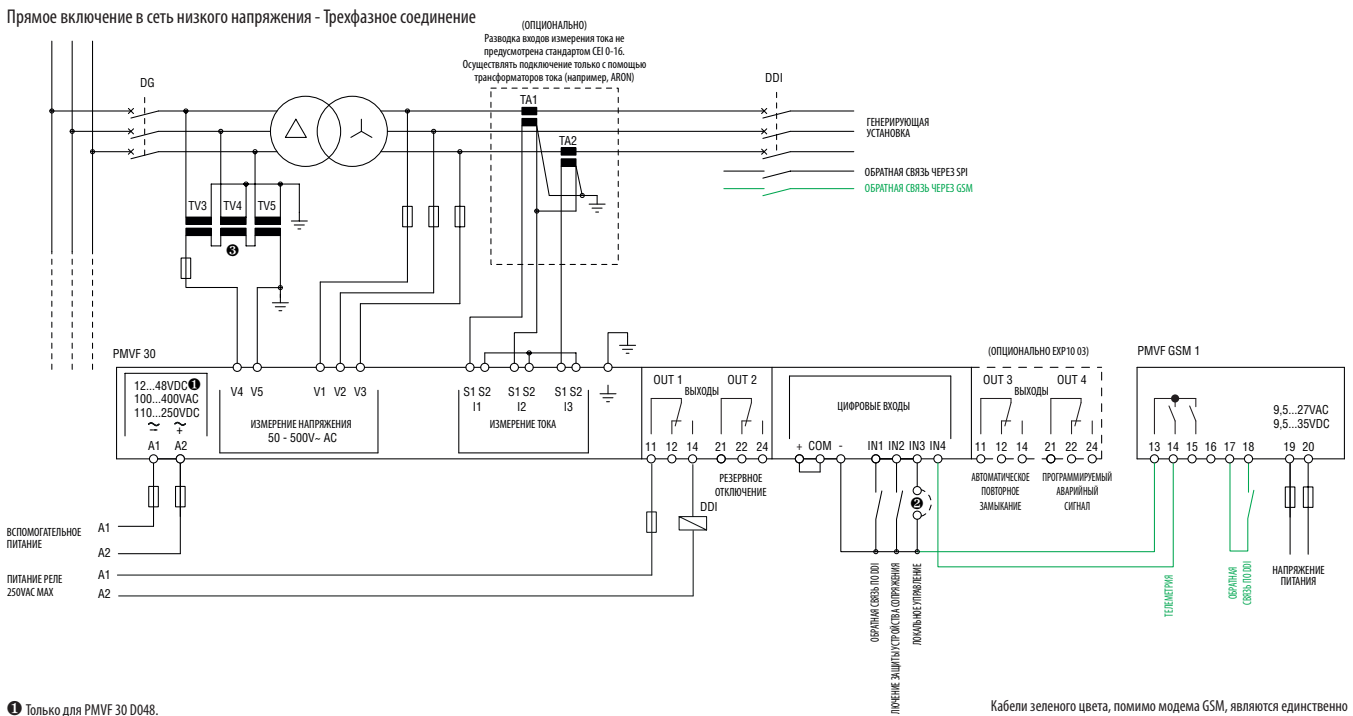 Прямое включение в сеть низкого напряжения - Трехфазное соединение
(ОПЦИОНАЛЬНО)
Разводка входов измерения тока не
предусмотрена стандартом CEI 0-16.
Осуществлять подключение только с помощью
трансформаторов тока (например, ARON)
DG
TA1
TA2
DDI
ГЕНЕРИРУЮЩАЯ
УСТАНОВКА
ОБРАТНАЯ СВЯЗЬ ЧЕРЕЗ SPI
ОБРАТНАЯ СВЯЗЬ ЧЕРЕЗ GSM
TV3 TV4 TV5
❸
PMVF 30
12...48VDC❶
100...400VAC
110...250VDC
~ ~
- +
A1 A2
V4 V5 V1 V2 V3
ИЗМЕРЕНИЕ НАПРЯЖЕНИЯ
50 - 500V~ AC
S1 S2 S1 S2 S1 S2
I1 I2 I3
ИЗМЕРЕНИЕ ТОКА
OUT 1 OUT 2
ВЫХОДЫ
11 12 14 21 22 24
РЕЗЕРВНОЕ
ОТКЛЮЧЕНИЕ
DDI
ЦИФРОВЫЕ ВХОДЫ
+ COM - IN1 IN2 IN3 IN4
❷
ОБРАТНАЯ СВЯЗЬ ПО DDI
ЗАЩИТЫ УСТРОЙСТВА СОПРЯЖЕНИЯ
ЛОКАЛЬНОЕ УПРАВЛЕНИЕ
(ОПЦИОНАЛЬНО EXP10 03)
OUT 3 OUT 4
ВЫХОДЫ
11 12 14 21 22 24
АВТОМАТИЧЕСКОЕ
ПОВТОРНОЕ
ЗАМЫКАНИЕ
ПРОГРАММИРУЕМЫЙ
АВАРИЙНЫЙ
СИГНАЛ
PMVF GSM 1
9,5...27VAC
9,5...35VDC
13 14 15 16 17 18 19 20
ТЕЛЕМЕТРИЯ
ОБРАТНАЯ
СВЯЗЬ ПО DDI
НАПРЯЖЕНИЕ
ПИТАНИЯ
ВСПОМОГАТЕЛЬНОЕ
ПИТАНИЕ
A1
A2
ПИТАНИЕ РЕЛЕ
250VAC MAX
A1
A2
❶ Только для PMVF 30 D048.
Кабели зеленого цвета, помимо модема GSM, являются единственно